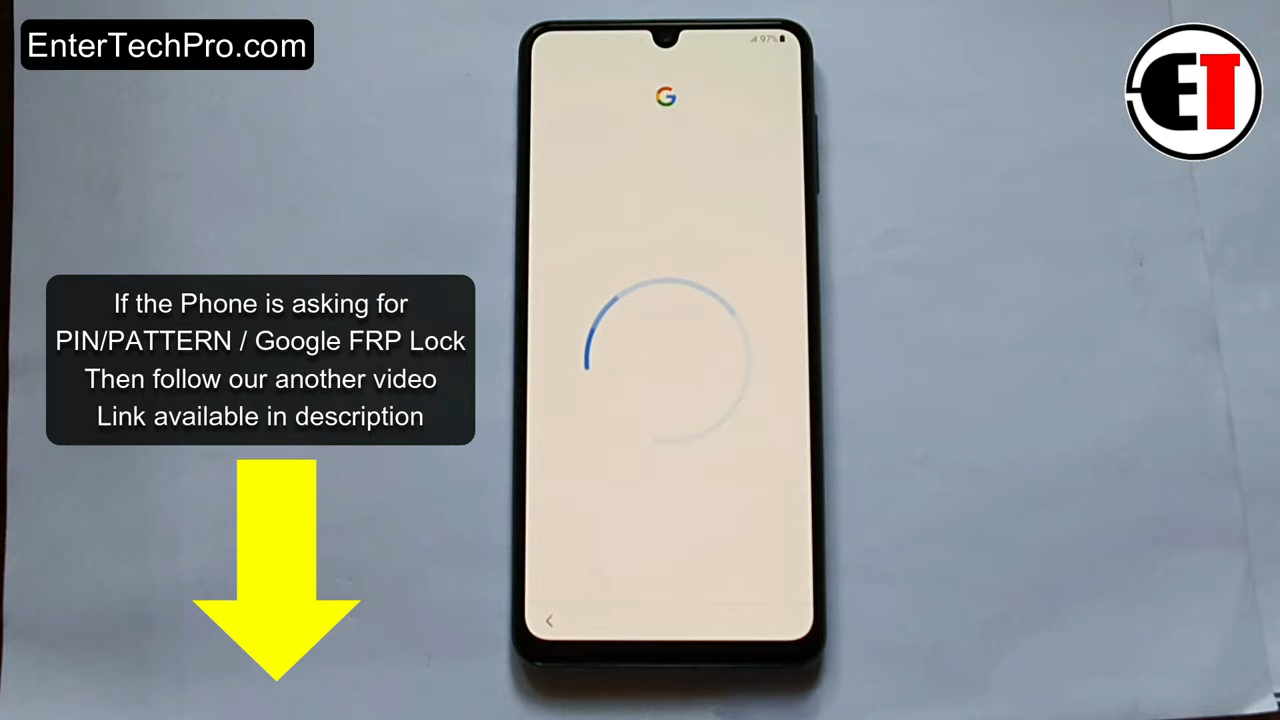 EnterTechPro.com
97%
ET
G
If the Phone is asking for
PIN/PATTERN / Google FRP Lock
Then follow our another video
Link available in description